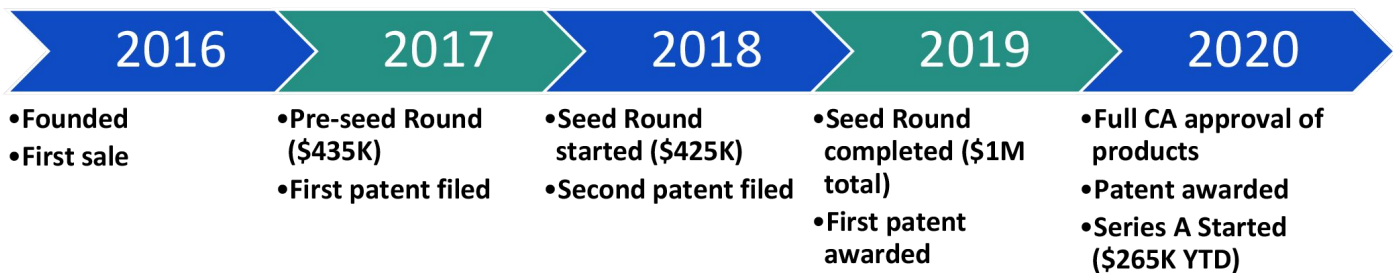 2016
2017
2018
2019
2020
•Founded
•First sale
•Pre-seed Round
($435K)
•First patent filed
•Seed Round
started ($425K)
•Second patent filed
•Seed Round
completed ($1M
total)
•First patent
awarded
•Full CA approval of
products
•Patent awarded
•Series A Started
($265K YTD)